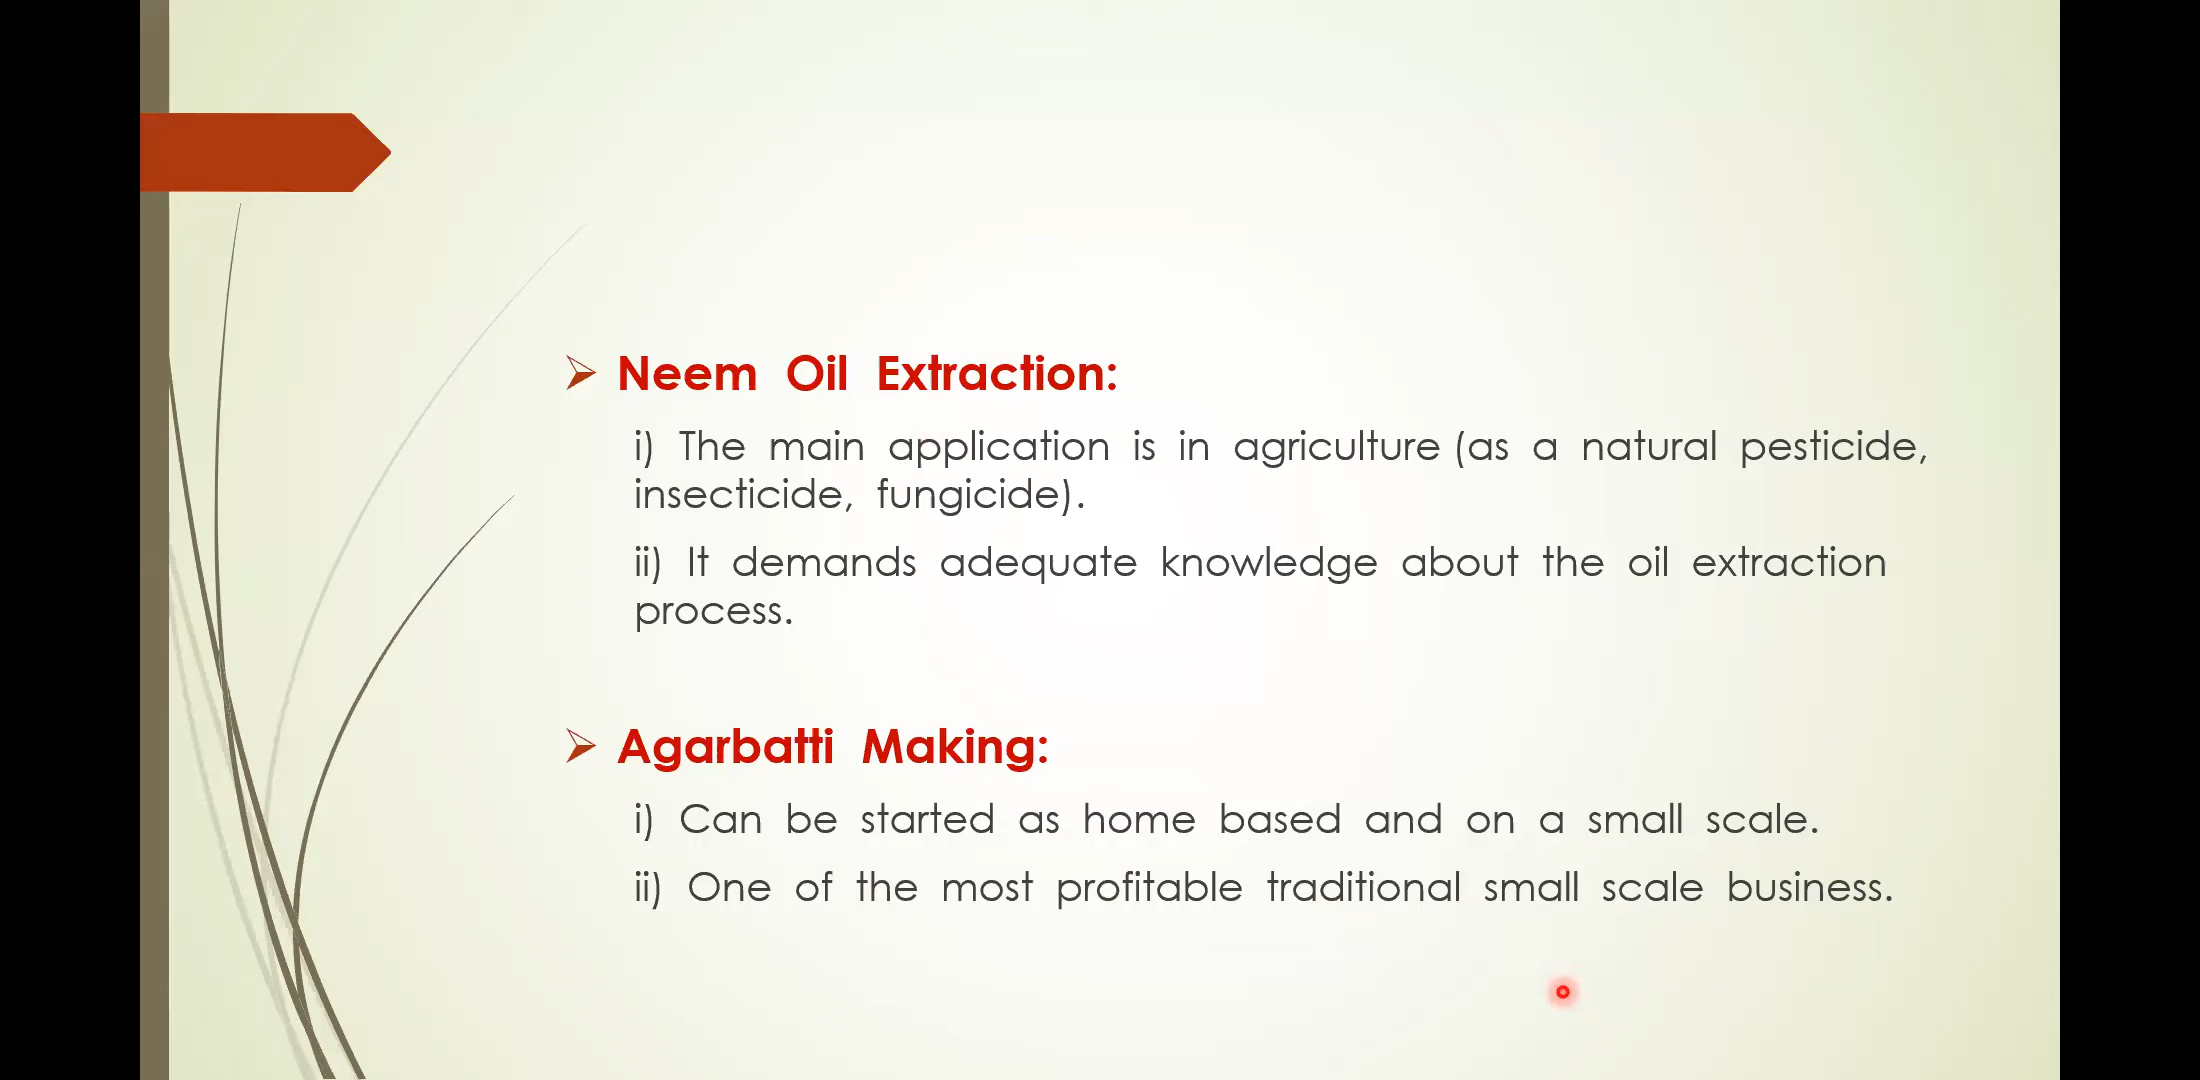 Neem Oil Extraction:
i) The main application is in agriculture (as a natural pesticide,
insecticide, fungicide).
ii) It demands adequate knowledge about the oil extraction
process.
Agarbatti Making:
i) Can be started as home based and on a small scale.
ii) One of the most profitable traditional small scale business.